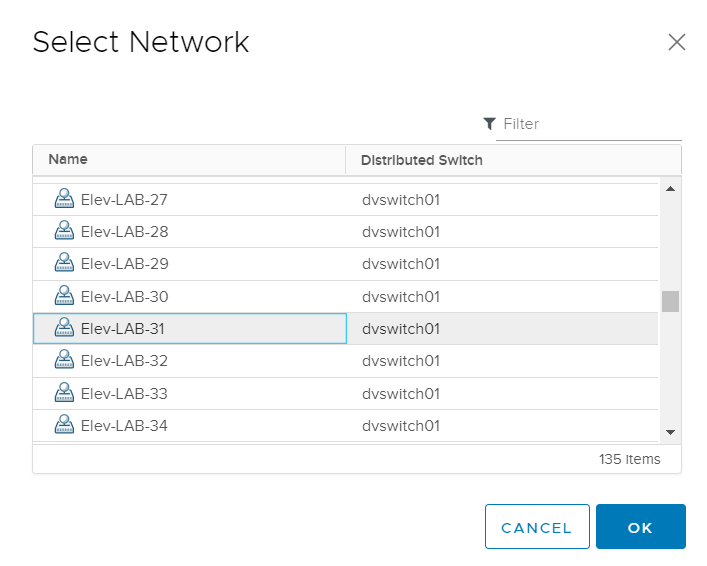 Select Network
Filter
Name Distributed Switch
Elev-LAB-27 dvswitch01
Elev-LAB-28 dvswitch01
Elev-LAB-29 dvswitch01
Elev-LAB-30 dvswitch01
Elev-LAB-31 dvswitch01
Elev-LAB-32 dvswitch01
Elev-LAB-33 dvswitch01
Elev-LAB-34 dvswitch01
135 items
CANCEL OK